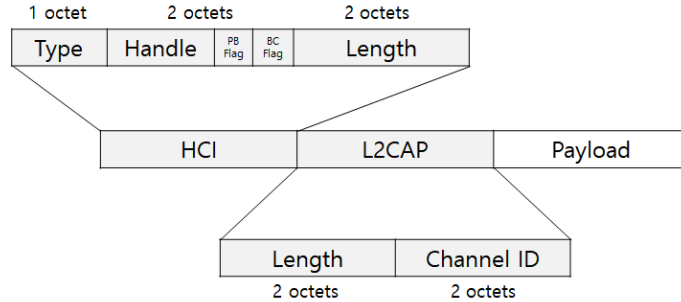 1 octet 2 octets 2 octets
Type Handle PB Flag BC Flag Length
HCI L2CAP Payload
Length Channel ID
2 octets 2 octets